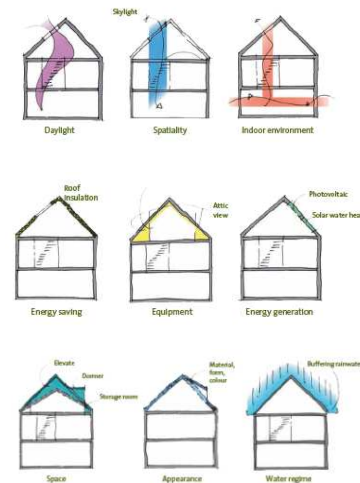 Skylight
Daylight
Spatiality
Indoor environment
Roof
insulation
Attic
view
Photovoltaic
Solar water hea
Energy saving
Equipment
Energy generation
Elevate
Dormer
Storage room
Material,
form,
colour
Buffering rainwate
Space
Appearance
Water regime